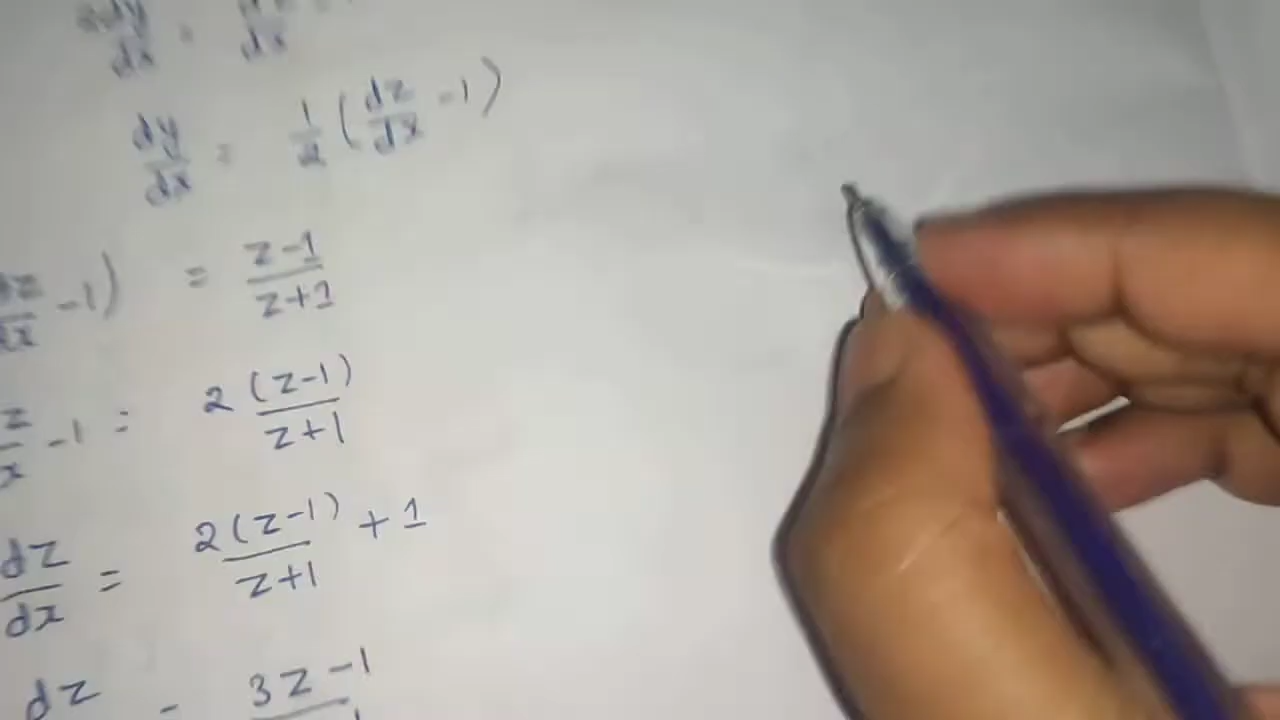 dy/dx = 1/2 (dz/dx - 1)
dz/dx - 1) = z-1/z+1
z/x - 1 = 2 (z-1)/z+1
dz/dx = 2(z-1)/z+1 + 1
dz = 3z-1